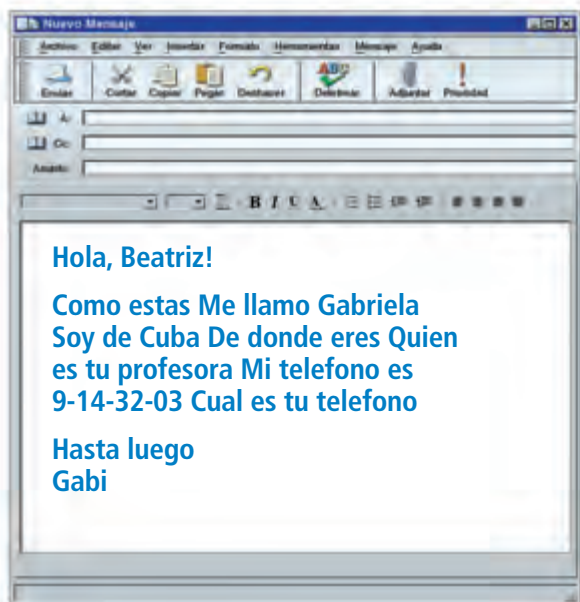 Nuevo Mensaje
Archivo Editar Ver Insertar Formato Herramientas Mensaje Ayuda
Enviar Cortar Copiar Pegar Deshacer Deletrear Adjuntar Prioridad
A:
Cc:
Asunto:
B I U A
Hola, Beatriz!
Como estas Me llamo Gabriela
Soy de Cuba De donde eres Quien
es tu profesora Mi telefono es
9-14-32-03 Cual es tu telefono
Hasta luego
Gabi